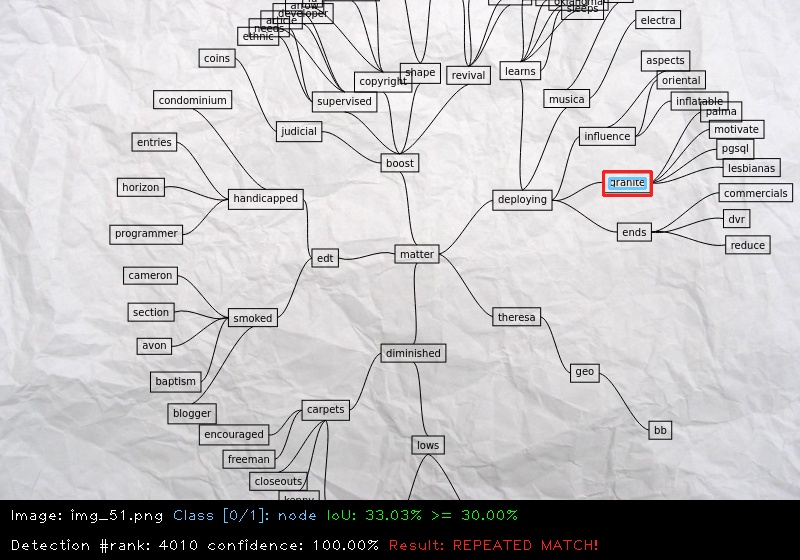 oklahoma
arrow
sleeps
developer
article
electra
needs
ethnic
coins
aspects
shape
learns
revival
copyright
oriental
condominium
supervised
musica
inflatable
palma
judicial
influence
motivate
entries
pgsql
boost
lesbianas
granite
horizon
commercials
handicapped
deploying
dvr
programmer
ends
reduce
matter
edt
cameron
section
theresa
smoked
avon
diminished
geo
baptism
carpets
blogger
bb
encouraged
lows
freeman
closeouts
kenny
Image: img_51.png Class [0/1]: node IoU: 33.03% >= 30.00%
Detection #rank: 4010 confidence: 100.00% Result: REPEATED MATCH!